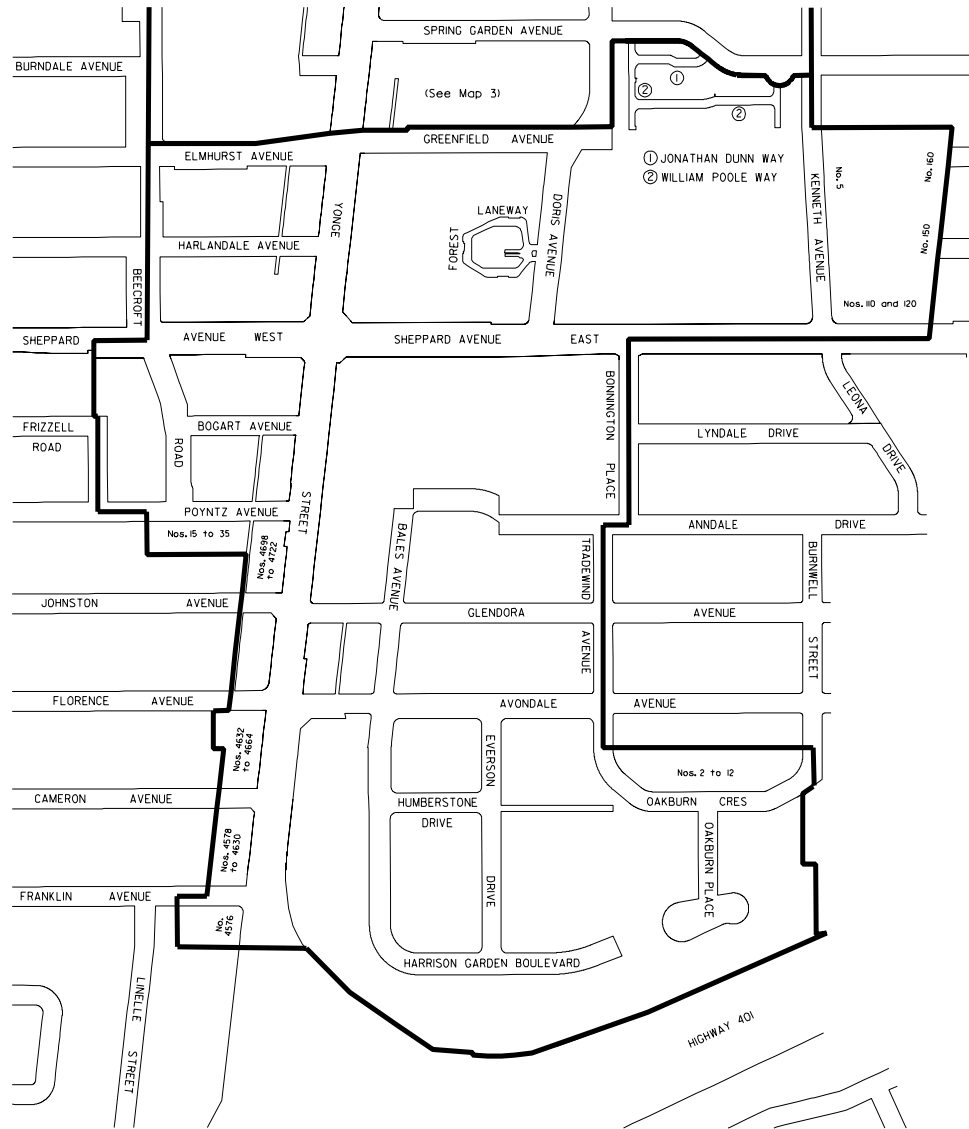 SPRING GARDEN AVENUE
BURNDALE AVENUE
①
(See Map 3)
②
②
GREENFIELD AVENUE
ELMHURST AVENUE
① JONATHAN DUNN WAY
② WILLIAM POOLE WAY
No. 160
No. 5
KENNETH AVENUE
YONGE
LANEWAY
FOREST
DORIS AVENUE
HARLANDALE AVENUE
No. 150
BEECROFT
Nos. 110 and 120
SHEPPARD AVENUE WEST
SHEPPARD AVENUE EAST
BONNINGTON PLACE
LEONA DRIVE
FRIZZELL
ROAD
BOGART AVENUE
ROAD
LYNDALE DRIVE
STREET
POYNTZ AVENUE
Nos. 15 to 35
Nos. 4698
to 4722
BALES AVENUE
ANNDALE DRIVE
TRADEWIND AVENUE
BURNWELL STREET
JOHNSTON AVENUE
GLENDORA AVENUE
FLORENCE AVENUE
AVONDALE AVENUE
Nos. 4632
to 4664
EVERSON DRIVE
Nos. 2 to 12
CAMERON AVENUE
HUMBERSTONE
DRIVE
OAKBURN CRES
OAKBURN PLACE
Nos. 4578
to 4630
FRANKLIN AVENUE
No.
4576
HARRISON GARDEN BOULEVARD
LINELLE STREET
HIGHWAY 401